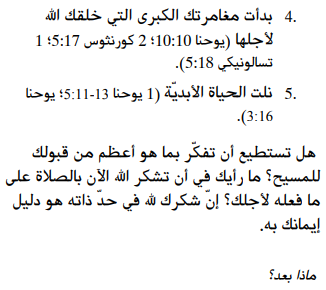 4. بدأت مغامرتك الكبرى التي خلقك الله
لأجلها (يوحنا 10:10؛ 2 كورنثوس 5:17؛ 1
تسالونيكي 5:18).
5. نلت الحياة الأبديّة (1 يوحنا 5:11-13؛ يوحنا
3:16).
هل تستطيع أن تفكّر بما هو أعظم من قبولك
للمسيح؟ ما رأيك في أن تشكر الله الآن بالصلاة على
ما فعله لأجلك؟ إنّ شكرك لله في حدّ ذاته هو دليل
إيمانك به.
ماذا بعد؟